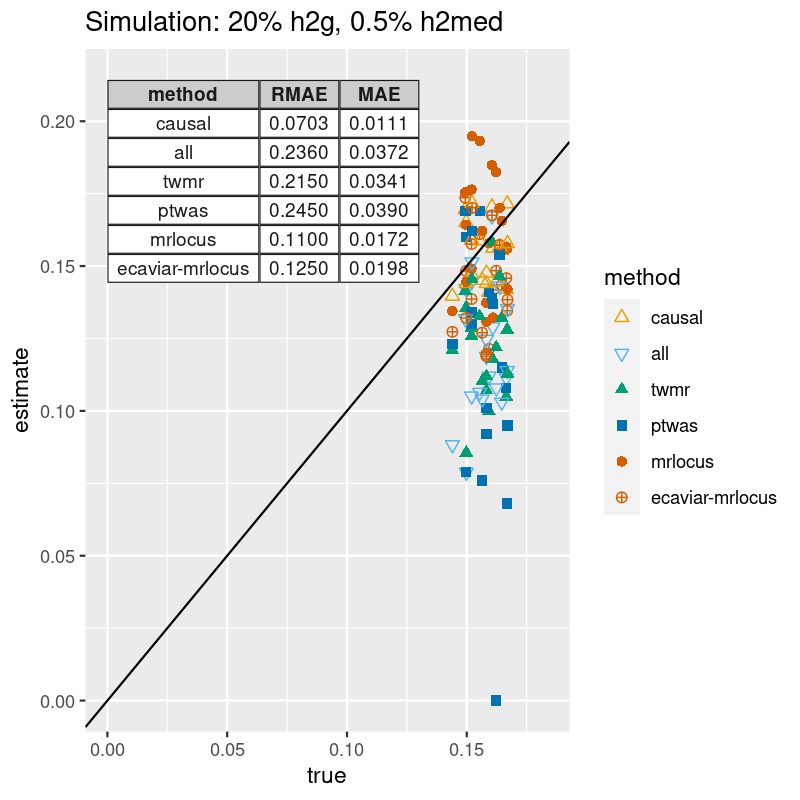 Simulation: 20% h2g, 0.5% h2med
method RMAE MAE
causal 0.0703 0.0111
all 0.2360 0.0372
twmr 0.2150 0.0341
ptwas 0.2450 0.0390
mrlocus 0.1100 0.0172
ecaviar-mrlocus 0.1250 0.0198
estimate
0.20
0.15
0.10
0.05
0.00
0.00 0.05 0.10 0.15
true
method
causal
all
twmr
ptwas
mrlocus
ecaviar-mrlocus